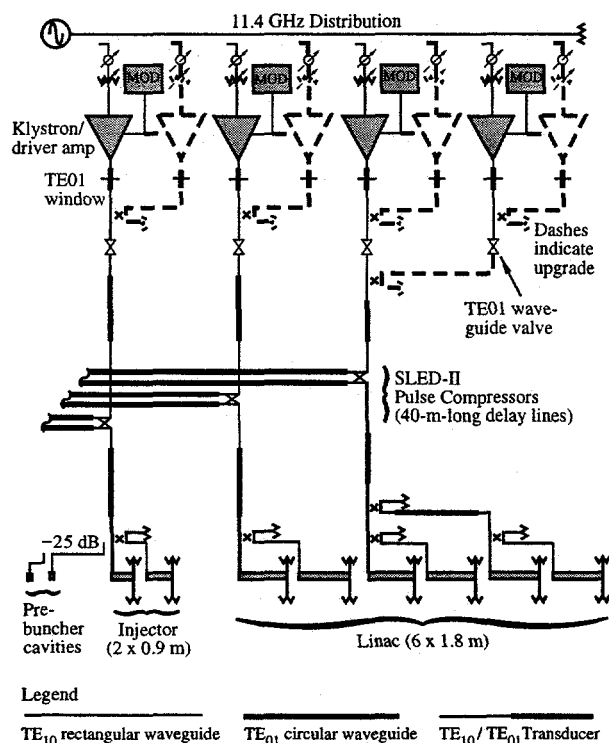 11.4 GHz Distribution
MOD
MOD
MOD
MOD
Klystron/
driver amp
TE01
window
Dashes
indicate
upgrade
TE01 wave-
guide valve
SLED-II
Pulse Compressors
(40-m-long delay lines)
−25 dB
Pre-
buncher
cavities
Injector
(2 x 0.9 m)
Linac (6 x 1.8 m)
Legend
TE10 rectangular waveguide
TE01 circular waveguide
TE10 / TE01 Transducer